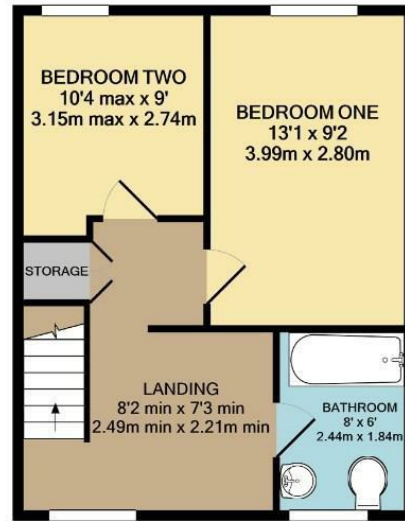 BEDROOM TWO
10'4 max x 9'
3.15m max x 2.74m
BEDROOM ONE
13'1 x 9'2
3.99m x 2.80m
STORAGE
LANDING
8'2 min x 7'3 min
2.49m min x 2.21m min
BATHROOM
8' x 6'
2.44m x 1.84m